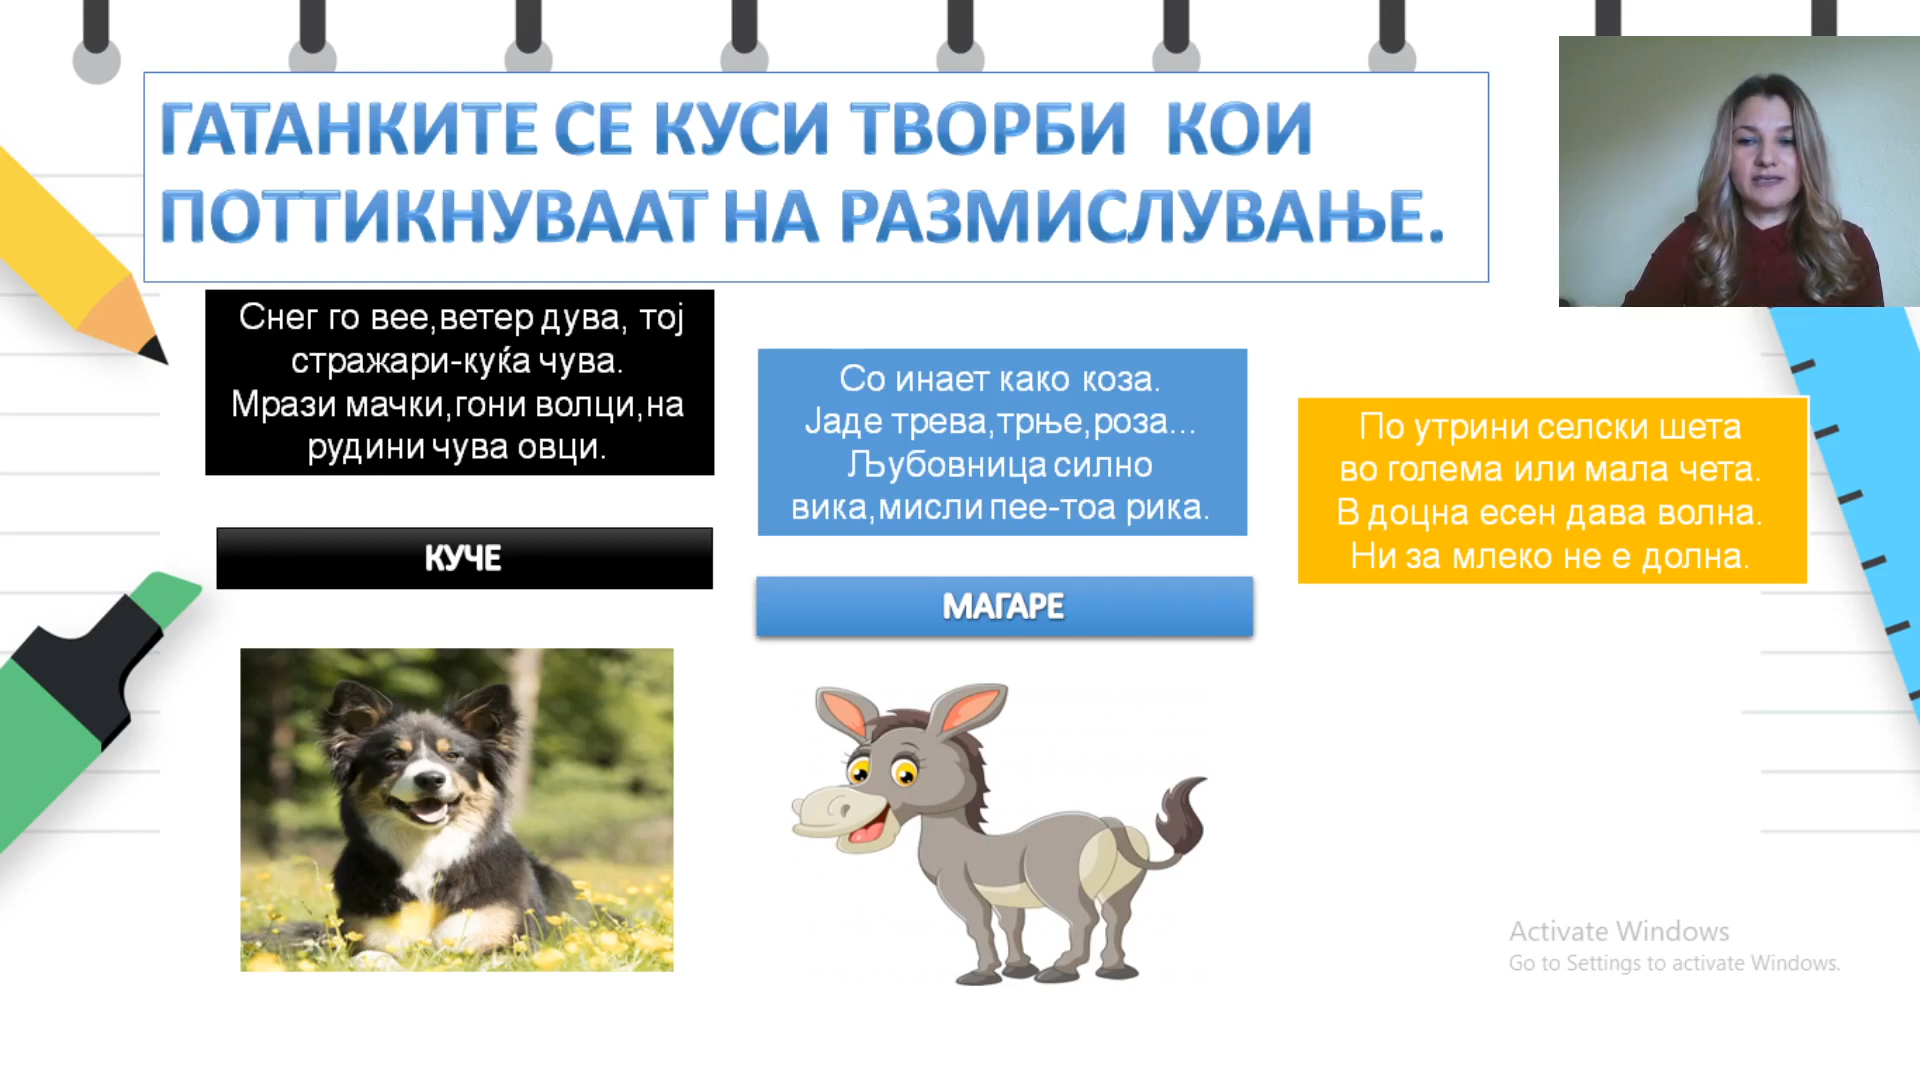 ГАТАНКИТЕ СЕ КУСИ ТВОРБИ КОИ
ПОТТИКНУВААТ НА РАЗМИСЛУВАЊЕ.
Снег го вее,ветер дува, тој
стражари-куќа чува.
Мрази мачки,гони волци,на
рудини чува овци.
КУЧЕ
Со инает како коза.
Јаде трева,трње,роза...
Љубовница силно
вика,мисли пее-тоа рика.
МАГАРЕ
По утрини селски шета
во голема или мала чета.
В доцна есен дава волна.
Ни за млеко не е долна.
Activate Windows
Go to Settings to activate Windows.